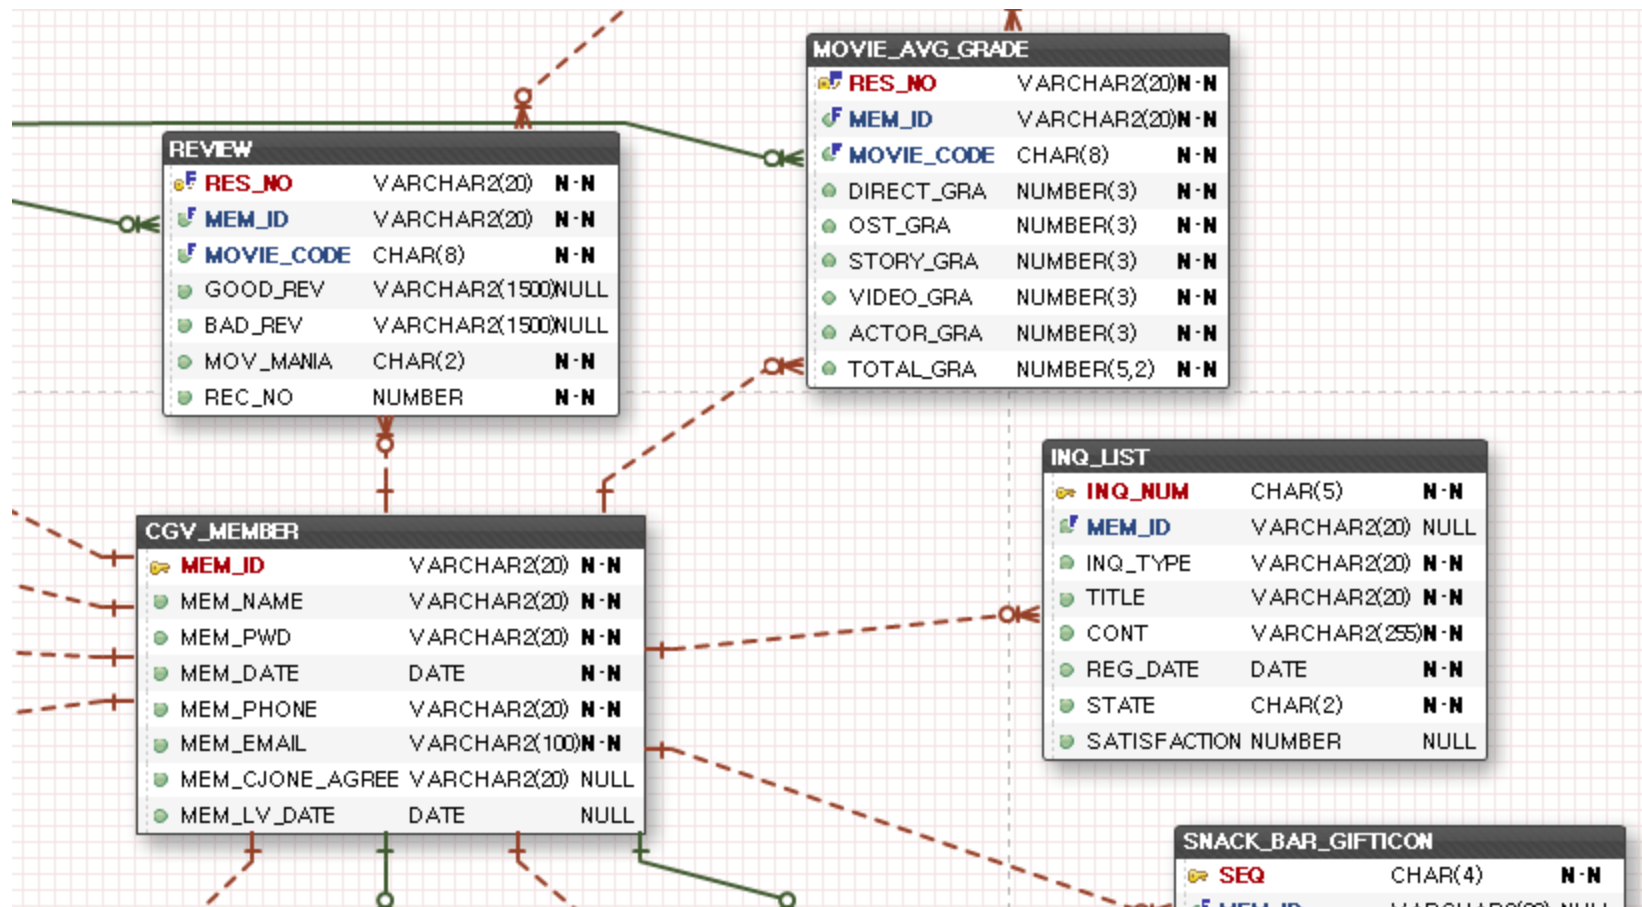 MOVIE_AVG_GRADE
RES_NO VARCHAR2(20) N-N
MEM_ID VARCHAR2(20) N-N
MOVIE_CODE CHAR(8) N-N
DIRECT_GRA NUMBER(3) N-N
OST_GRA NUMBER(3) N-N
STORY_GRA NUMBER(3) N-N
VIDEO_GRA NUMBER(3) N-N
ACTOR_GRA NUMBER(3) N-N
TOTAL_GRA NUMBER(5,2) N-N
REVIEW
RES_NO VARCHAR2(20) N-N
MEM_ID VARCHAR2(20) N-N
MOVIE_CODE CHAR(8) N-N
GOOD_REV VARCHAR2(1500) NULL
BAD_REV VARCHAR2(1500) NULL
MOV_MANIA CHAR(2) N-N
REC_NO NUMBER N-N
INQ_LIST
INQ_NUM CHAR(5) N-N
MEM_ID VARCHAR2(20) NULL
INQ_TYPE VARCHAR2(20) N-N
TITLE VARCHAR2(20) N-N
CONT VARCHAR2(255) N-N
REG_DATE DATE N-N
STATE CHAR(2) N-N
SATISFACTION NUMBER NULL
CGV_MEMBER
MEM_ID VARCHAR2(20) N-N
MEM_NAME VARCHAR2(20) N-N
MEM_PWD VARCHAR2(20) N-N
MEM_DATE DATE N-N
MEM_PHONE VARCHAR2(20) N-N
MEM_EMAIL VARCHAR2(100) N-N
MEM_CJONE_AGREE VARCHAR2(20) NULL
MEM_LV_DATE DATE NULL
SNACK_BAR_GIFTICON
SEQ CHAR(4) N-N
MEM_ID VARCHAR2(20) NULL